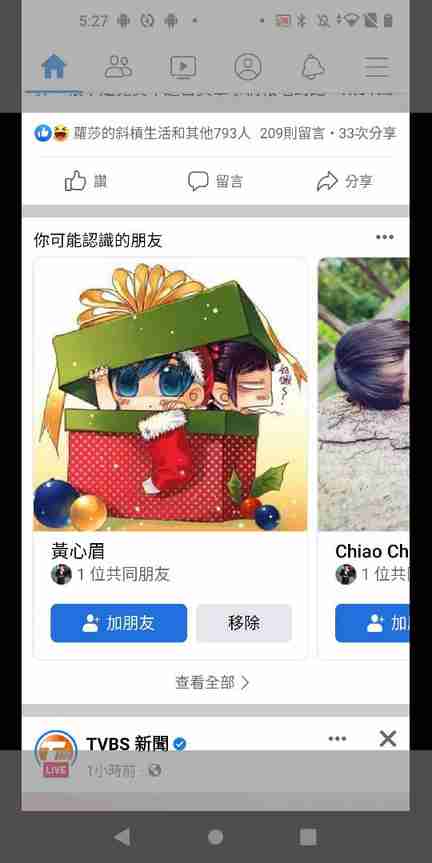 5:27
蘿莎的斜槓生活和其他793人 209則留言・33次分享
讚 留言 分享
你可能認識的朋友
黃心眉
1 位共同朋友
加朋友 移除
Chiao Ch
1 位共
加
查看全部
TVBS 新聞
LIVE
1小時前